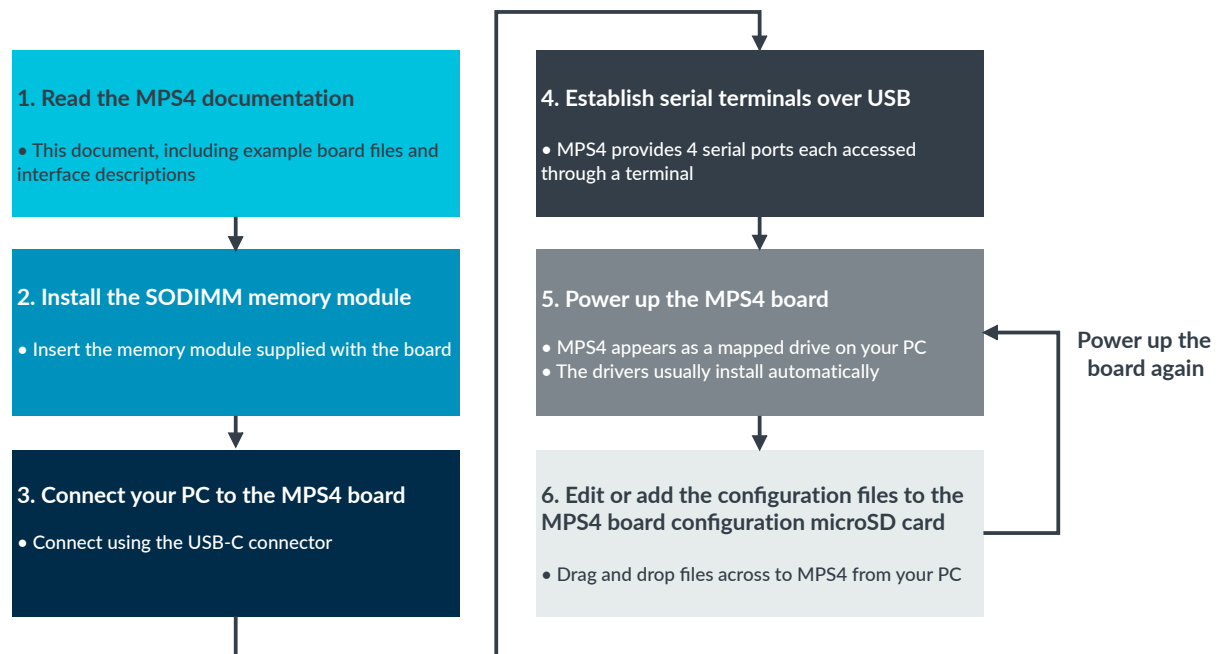 1. Read the MPS4 documentation
• This document, including example board files and
interface descriptions
2. Install the SODIMM memory module
• Insert the memory module supplied with the board
3. Connect your PC to the MPS4 board
• Connect using the USB-C connector
4. Establish serial terminals over USB
• MPS4 provides 4 serial ports each accessed
through a terminal
5. Power up the MPS4 board
• MPS4 appears as a mapped drive on your PC
• The drivers usually install automatically
Power up the
board again
6. Edit or add the configuration files to the
MPS4 board configuration microSD card
• Drag and drop files across to MPS4 from your PC